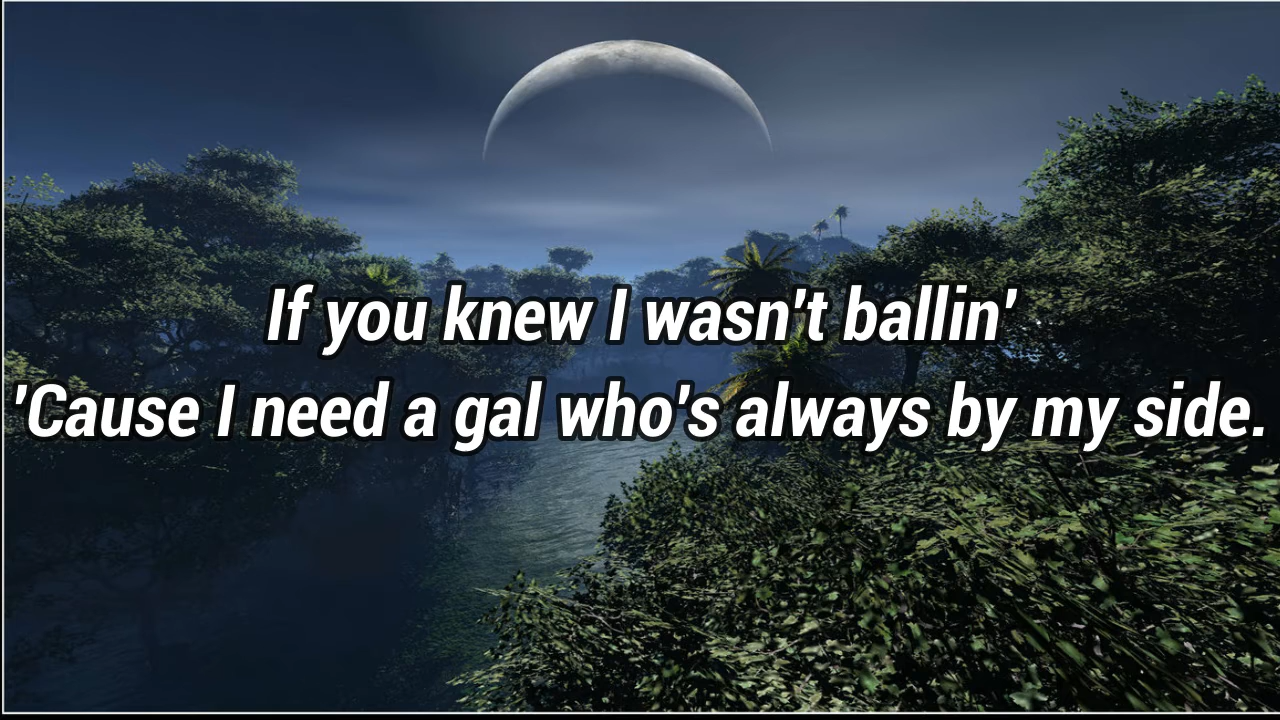 If you knew I wasn't ballin'
'Cause I need a gal who's always by my side.